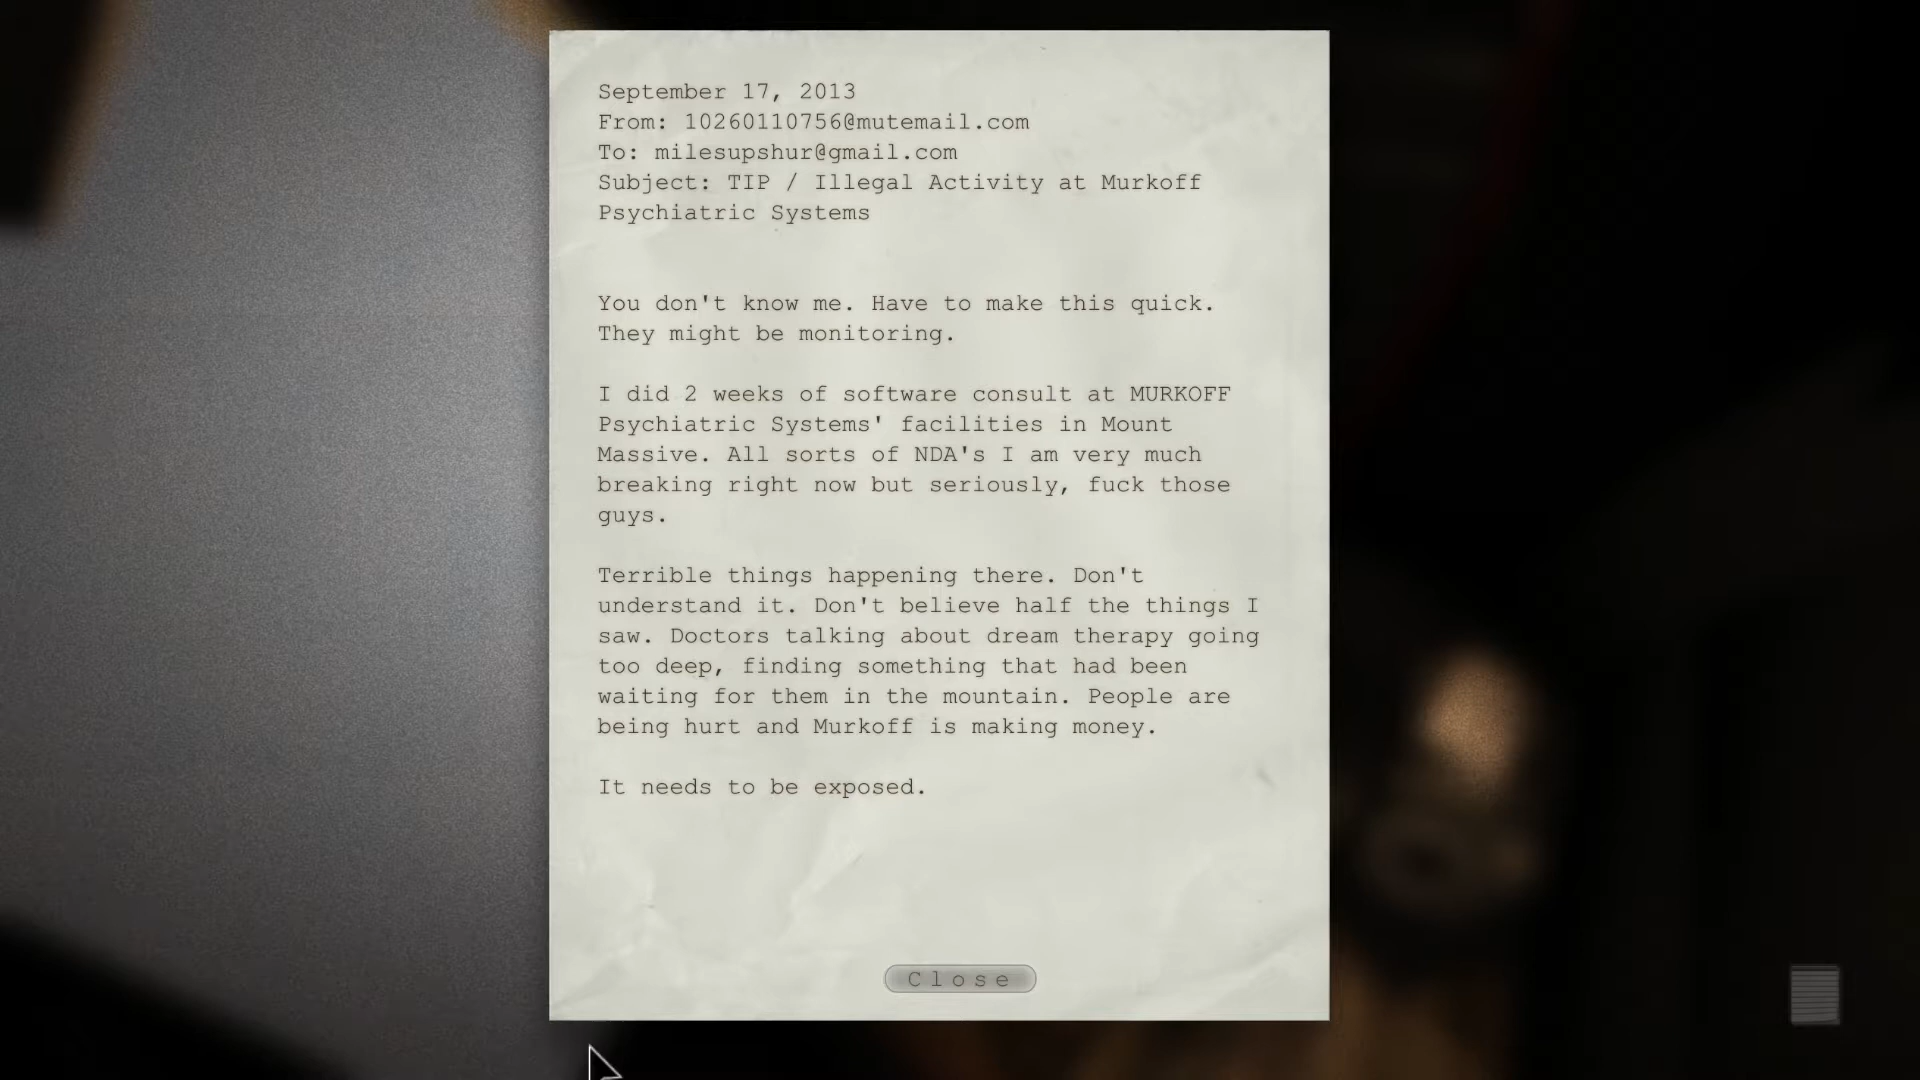 September 17, 2013
From: 10260110756@mutemail.com
To: milesupshur@gmail.com
Subject: TIP / Illegal Activity at Murkoff
Psychiatric Systems
You don't know me. Have to make this quick.
They might be monitoring.
I did 2 weeks of software consult at MURKOFF
Psychiatric Systems' facilities in Mount
Massive. All sorts of NDA's I am very much
breaking right now but seriously, fuck those
guys.
Terrible things happening there. Don't
understand it. Don't believe half the things I
saw. Doctors talking about dream therapy going
too deep, finding something that had been
waiting for them in the mountain. People are
being hurt and Murkoff is making money.
It needs to be exposed.
Close